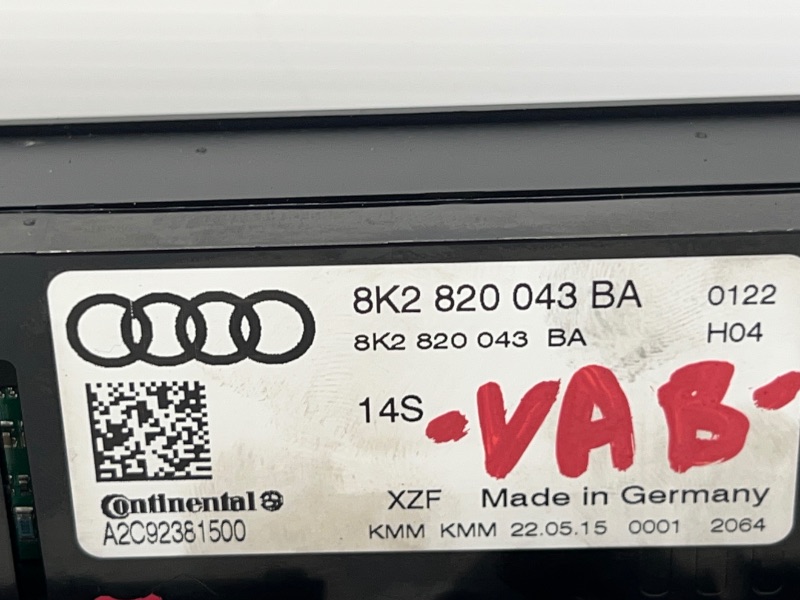 8K2 820 043 BA 0122
8K2 820 043 BA H04
14S -VAB-
Continental
XZF Made in Germany
A2C92381500
KMM KMM 22.05.15 0001 2064